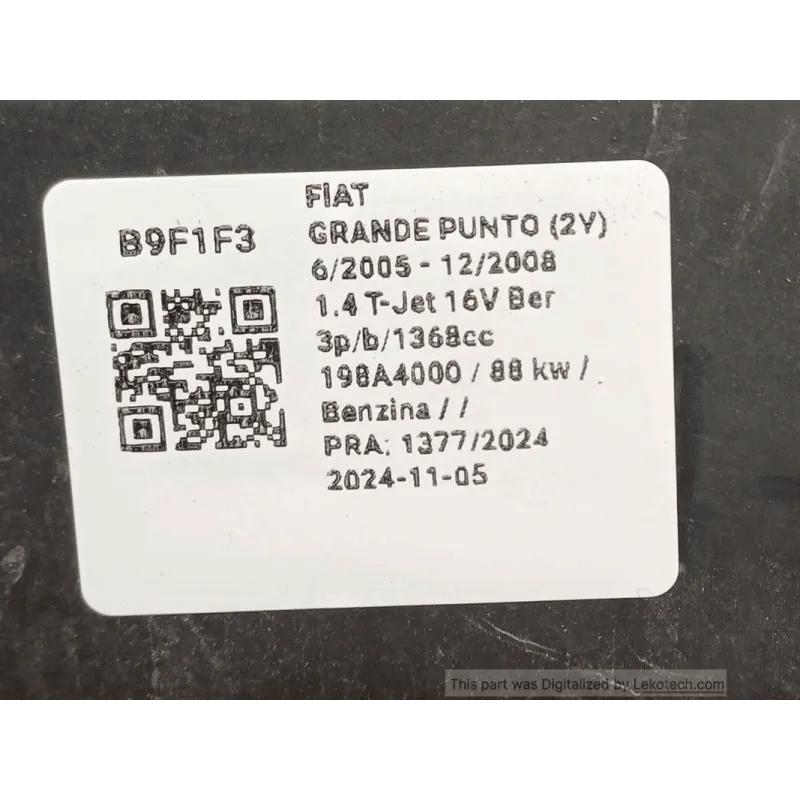 B9F1F3
FIAT
GRANDE PUNTO (2Y)
6/2005 - 12/2008
1.4 T-Jet 16V Ber
3p/b/1368cc
198A4000 / 88 kw / .
Benzina / /
PRA: 1377/2024
2024-11-05
This part was Digitalized by Lekotech.com